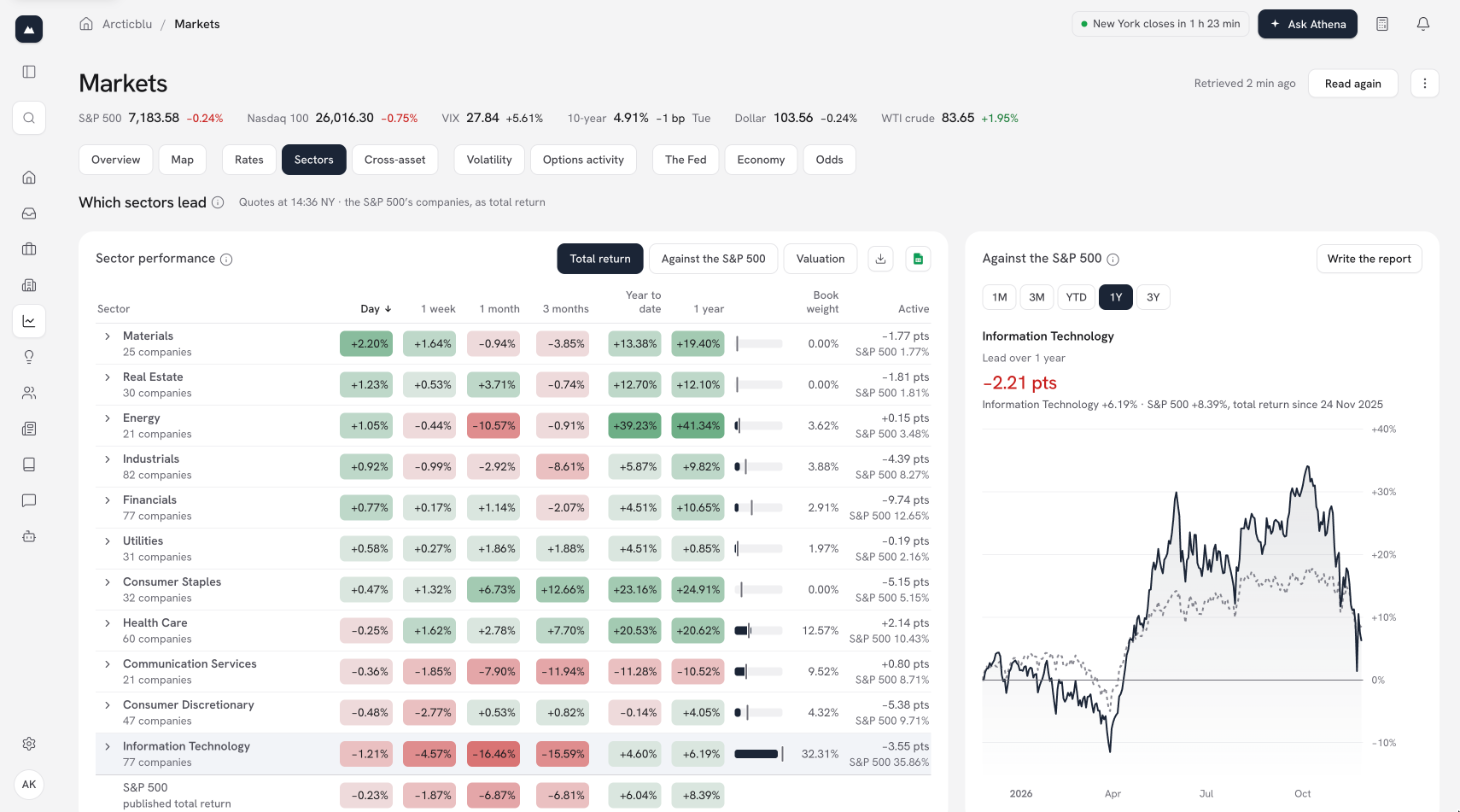 Arcticblu / Markets
New York closes in 1 h 23 min
Ask Athena
Markets
Retrieved 2 min ago
Read again
S&P 500 7,183.58 −0.24% Nasdaq 100 26,016.30 −0.75% VIX 27.84 +5.61% 10-year 4.91% −1 bp Tue Dollar 103.56 −0.24% WTI crude 83.65 +1.95%
Overview Map Rates Sectors Cross-asset Volatility Options activity The Fed Economy Odds
Which sectors lead Quotes at 14:36 NY · the S&P 500's companies, as total return
Sector performance
Total return Against the S&P 500 Valuation
Sector Day ↓ 1 week 1 month 3 months Year to date 1 year Book weight Active
Materials +2.20% +1.64% −0.94% −3.85% +13.38% +19.40% 0.00% −1.77 pts
25 companies S&P 500 1.77%
Real Estate +1.23% +0.53% +3.71% −0.74% +12.70% +12.10% 0.00% −1.81 pts
30 companies S&P 500 1.81%
Energy +1.05% −0.44% −10.57% −0.91% +39.23% +41.34% 3.62% +0.15 pts
21 companies S&P 500 3.48%
Industrials +0.92% −0.99% −2.92% −8.61% +5.87% +9.82% 3.88% −4.39 pts
82 companies S&P 500 8.27%
Financials +0.77% +0.17% +1.14% −2.07% +4.51% +10.65% 2.91% −9.74 pts
77 companies S&P 500 12.65%
Utilities +0.58% +0.27% +1.86% +1.88% +4.51% +0.85% 1.97% −0.19 pts
31 companies S&P 500 2.16%
Consumer Staples +0.47% +1.32% +6.73% +12.66% +23.16% +24.91% 0.00% −5.15 pts
32 companies S&P 500 5.15%
Health Care −0.25% +1.62% +2.78% +7.70% +20.53% +20.62% 12.57% +2.14 pts
60 companies S&P 500 10.43%
Communication Services −0.36% −1.85% −7.90% −11.94% −11.28% −10.52% 9.52% +0.80 pts
21 companies S&P 500 8.71%
Consumer Discretionary −0.48% −2.77% +0.53% +0.82% −0.14% +4.05% 4.32% −5.38 pts
47 companies S&P 500 9.71%
Information Technology −1.21% −4.57% −16.46% −15.59% +4.60% +6.19% 32.31% −3.55 pts
77 companies S&P 500 35.86%
S&P 500 −0.23% −1.87% −6.87% −6.81% +6.04% +8.39%
published total return
AK
Against the S&P 500
Write the report
1M 3M YTD 1Y 3Y
Information Technology
Lead over 1 year
−2.21 pts
Information Technology +6.19% · S&P 500 +8.39%, total return since 24 Nov 2025
+40%
+30%
+20%
+10%
0%
−10%
2026 Apr Jul Oct